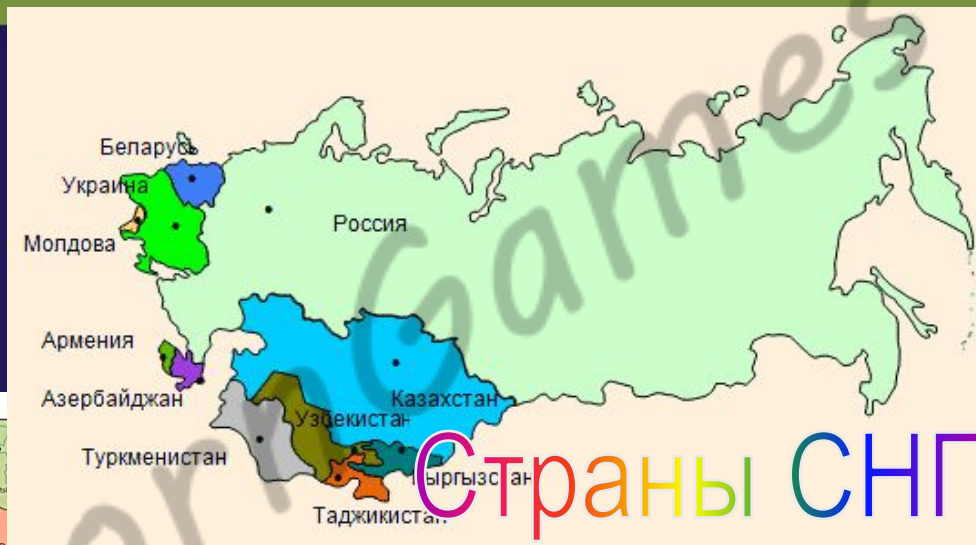 Беларусь
Украина
Россия
Молдова
Армения
Азербайджан
Казахстан
Узбекистан
Туркменистан
Кыргызстан
Таджикистан
Страны СНГ